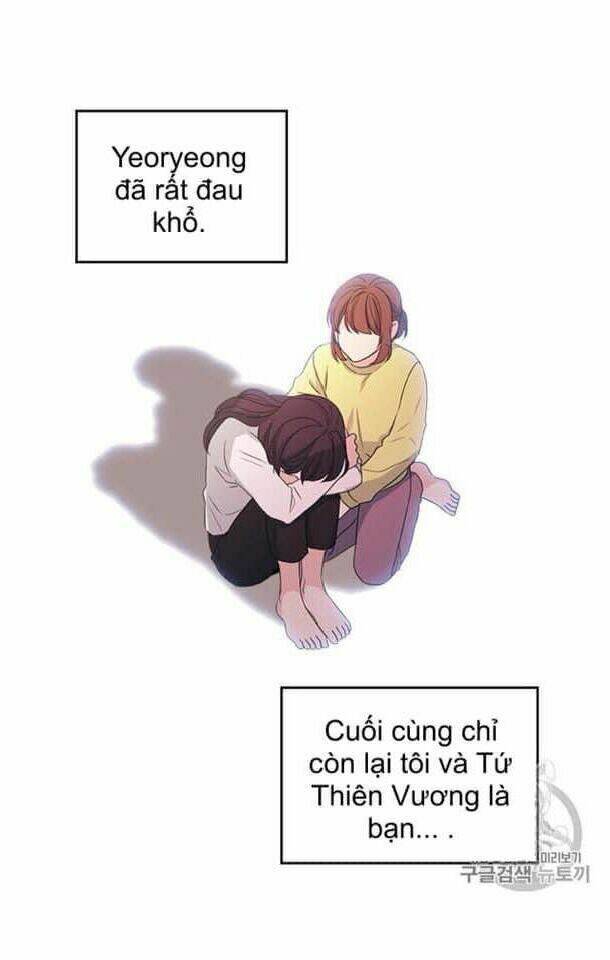 Yeoryeong
đã rất đau
khổ.
Cuối cùng chỉ
còn lại tôi và Tứ
Thiên Vương là
bạn... .
미리보기
구글검색 뉴토끼